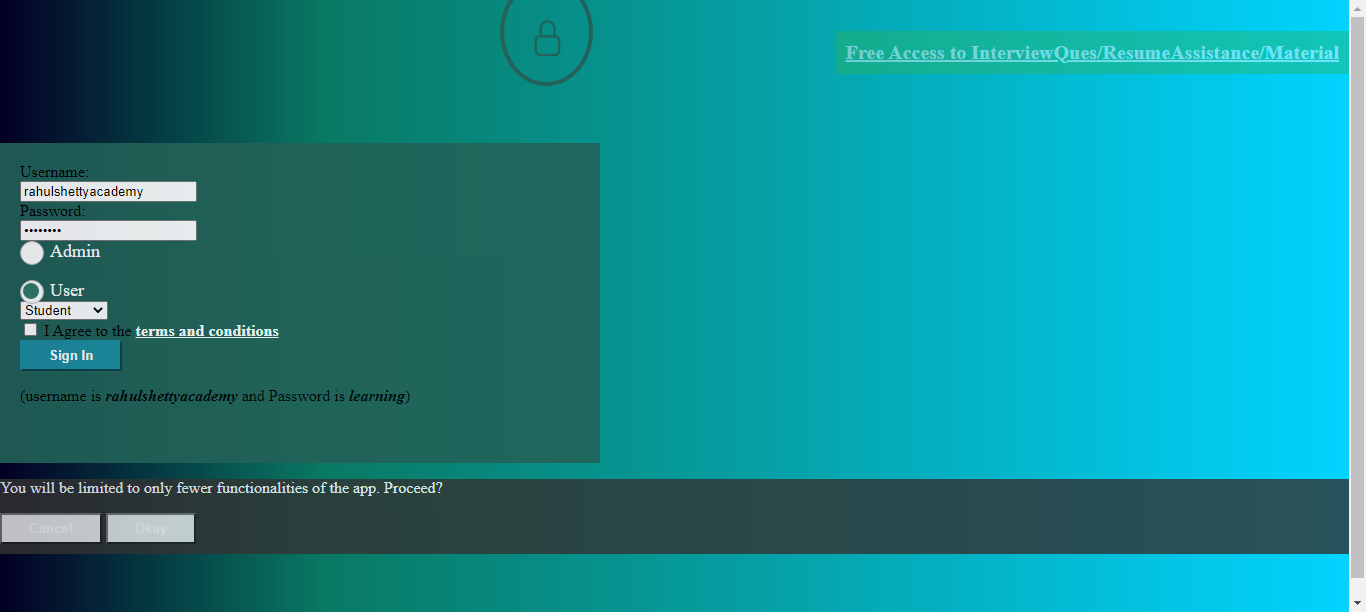 Free Access to InterviewQues/ResumeAssistance/Material
Username:
rahulshettyacademy
Password:
••••••••
Admin
User
Student
I Agree to the terms and conditions
Sign In
(username is rahulshettyacademy and Password is learning)
You will be limited to only fewer functionalities of the app. Proceed?
Cancel Okay